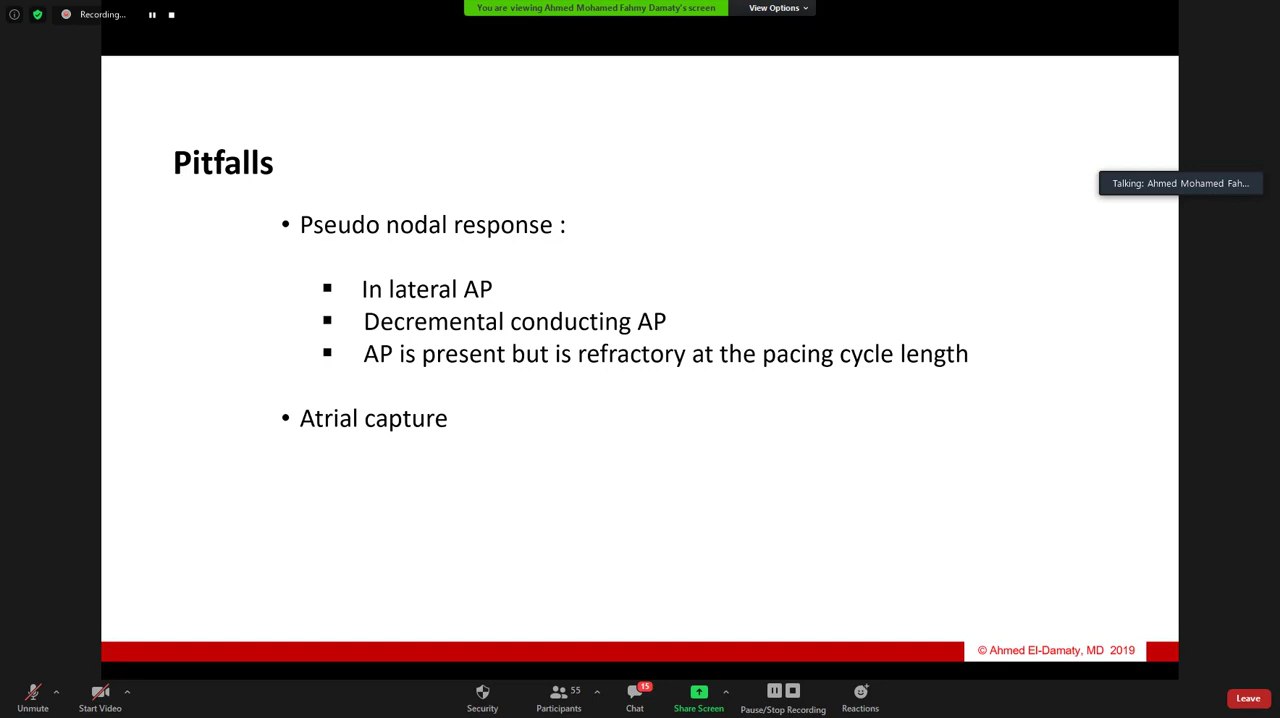 Recording...
You are viewing Ahmed Mohamed Fahmy Damaty's screen
View Options
Pitfalls
Talking: Ahmed Mohamed Fah...
• Pseudo nodal response :
▪ In lateral AP
▪ Decremental conducting AP
▪ AP is present but is refractory at the pacing cycle length
• Atrial capture
© Ahmed El-Damaty, MD 2019
Unmute
Start Video
Security
Participants 55
Chat 15
Share Screen
Pause/Stop Recording
Reactions
Leave